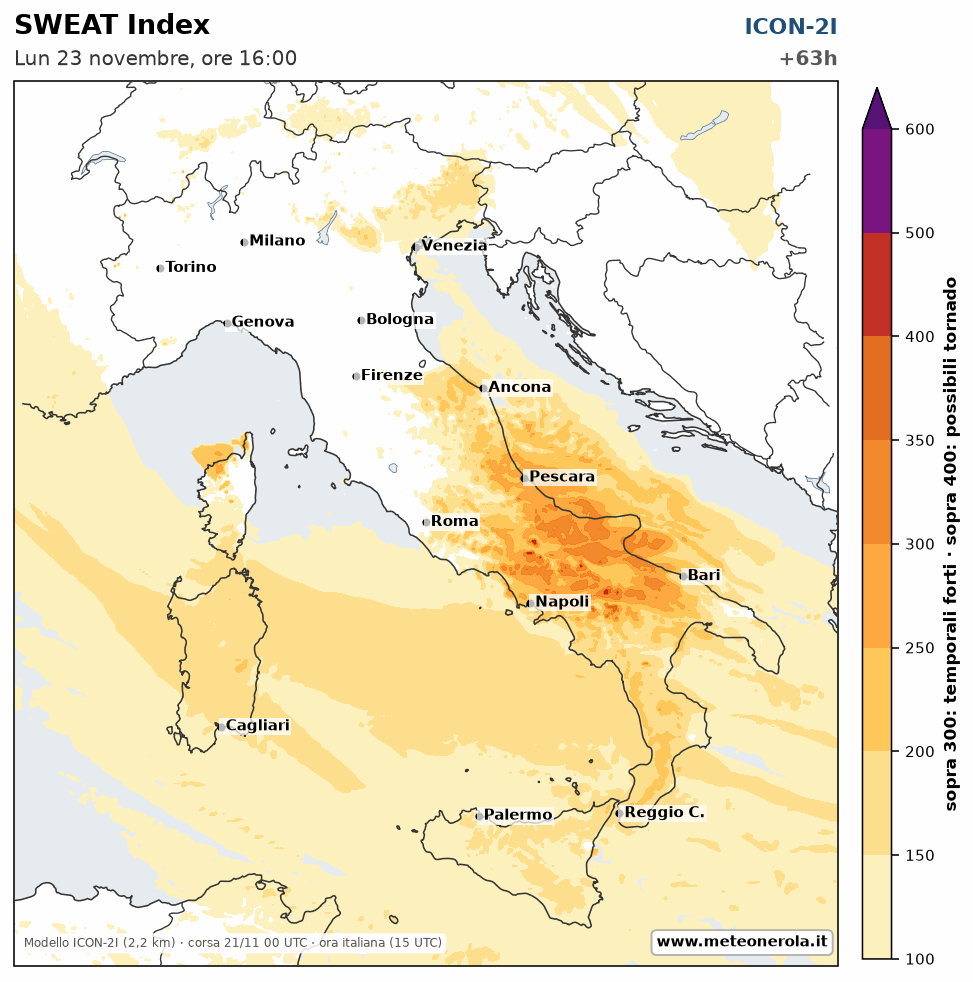 SWEAT Index
ICON-2I
Lun 23 novembre, ore 16:00
+63h
Milano
Venezia
Torino
Genova
Bologna
Firenze
Ancona
Pescara
Roma
Bari
Napoli
Cagliari
Palermo
Reggio C.
Modello ICON-2I (2,2 km) · corsa 21/11 00 UTC · ora italiana (15 UTC)
www.meteonerola.it
600
500
400
350
300
250
200
150
100
sopra 300: temporali forti · sopra 400: possibili tornado